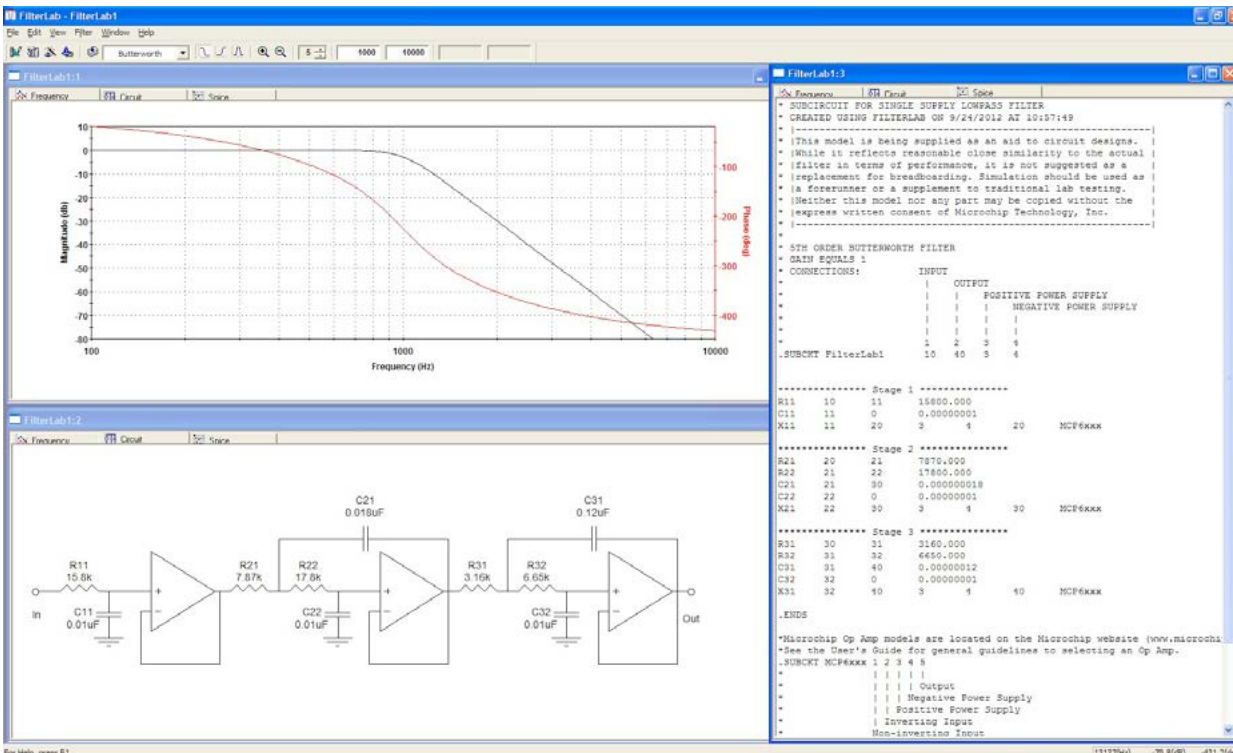 FilterLab - FilterLab1
File Edit View Filter Window Help
Butterworth 5 1000 10000
FilterLab1:1
Frequency Circuit Spice
10
0
-10
-20
-30
-40
-50
-60
-70
-80
Magnitude (db)
-100
-200
-300
-400
Phase (deg)
100 1000 10000
Frequency (Hz)
FilterLab1:2
Frequency Circuit Spice
C21
0.018uF
C31
0.12uF
R11
15.8k
R21
7.87k
R22
17.8k
R31
3.16k
R32
6.65k
In
C11
0.01uF
C22
0.01uF
C32
0.01uF
Out
+
-
+
-
+
-
FilterLab1:3
Frequency Circuit Spice
* SUBCIRCUIT FOR SINGLE SUPPLY LOWPASS FILTER
* CREATED USING FILTERLAB ON 9/24/2012 AT 10:57:49
* |----------------------------------------------------------|
* |This model is being supplied as an aid to circuit designs. |
* |While it reflects reasonable close similarity to the actual |
* |filter in terms of performance, it is not suggested as a |
* |replacement for breadboarding. Simulation should be used as |
* |a forerunner or a supplement to traditional lab testing. |
* |Neither this model nor any part may be copied without the |
* |express written consent of Microchip Technology, Inc. |
* |----------------------------------------------------------|
*
* 5TH ORDER BUTTERWORTH FILTER
* GAIN EQUALS 1
* CONNECTIONS: INPUT
* | OUTPUT
* | | POSITIVE POWER SUPPLY
* | | | NEGATIVE POWER SUPPLY
* | | | |
* | | | |
* | | | |
* 1 2 3 4
.SUBCKT FilterLab1 10 40 3 4
*************** Stage 1 ***************
R11 10 11 15800.000
C11 11 0 0.00000001
X11 11 20 3 4 20 MCP6xxx
*************** Stage 2 ***************
R21 20 21 7870.000
R22 21 22 17800.000
C21 21 30 0.000000018
C22 22 0 0.00000001
X21 22 30 3 4 30 MCP6xxx
*************** Stage 3 ***************
R31 30 31 3160.000
R32 31 32 6650.000
C31 31 40 0.00000012
C32 32 0 0.00000001
X31 32 40 3 4 40 MCP6xxx
.ENDS
*Microchip Op Amp models are located on the Microchip website (www.microchi
*See the User's Guide for general guidelines to selecting an Op Amp.
.SUBCKT MCP6xxx 1 2 3 4 5
* | | | | |
* | | | | Output
* | | | Negative Power Supply
* | | Positive Power Supply
* | Inverting Input
* Non-inverting Input
For Help, press F1